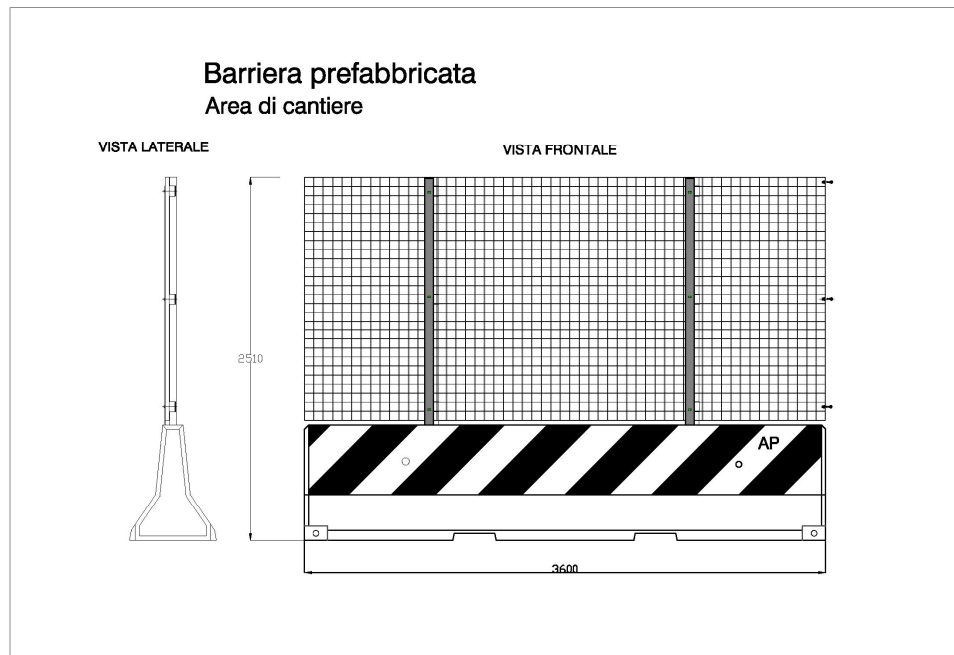 Barriera prefabbricata
Area di cantiere
VISTA LATERALE
VISTA FRONTALE
2510
AP
3600